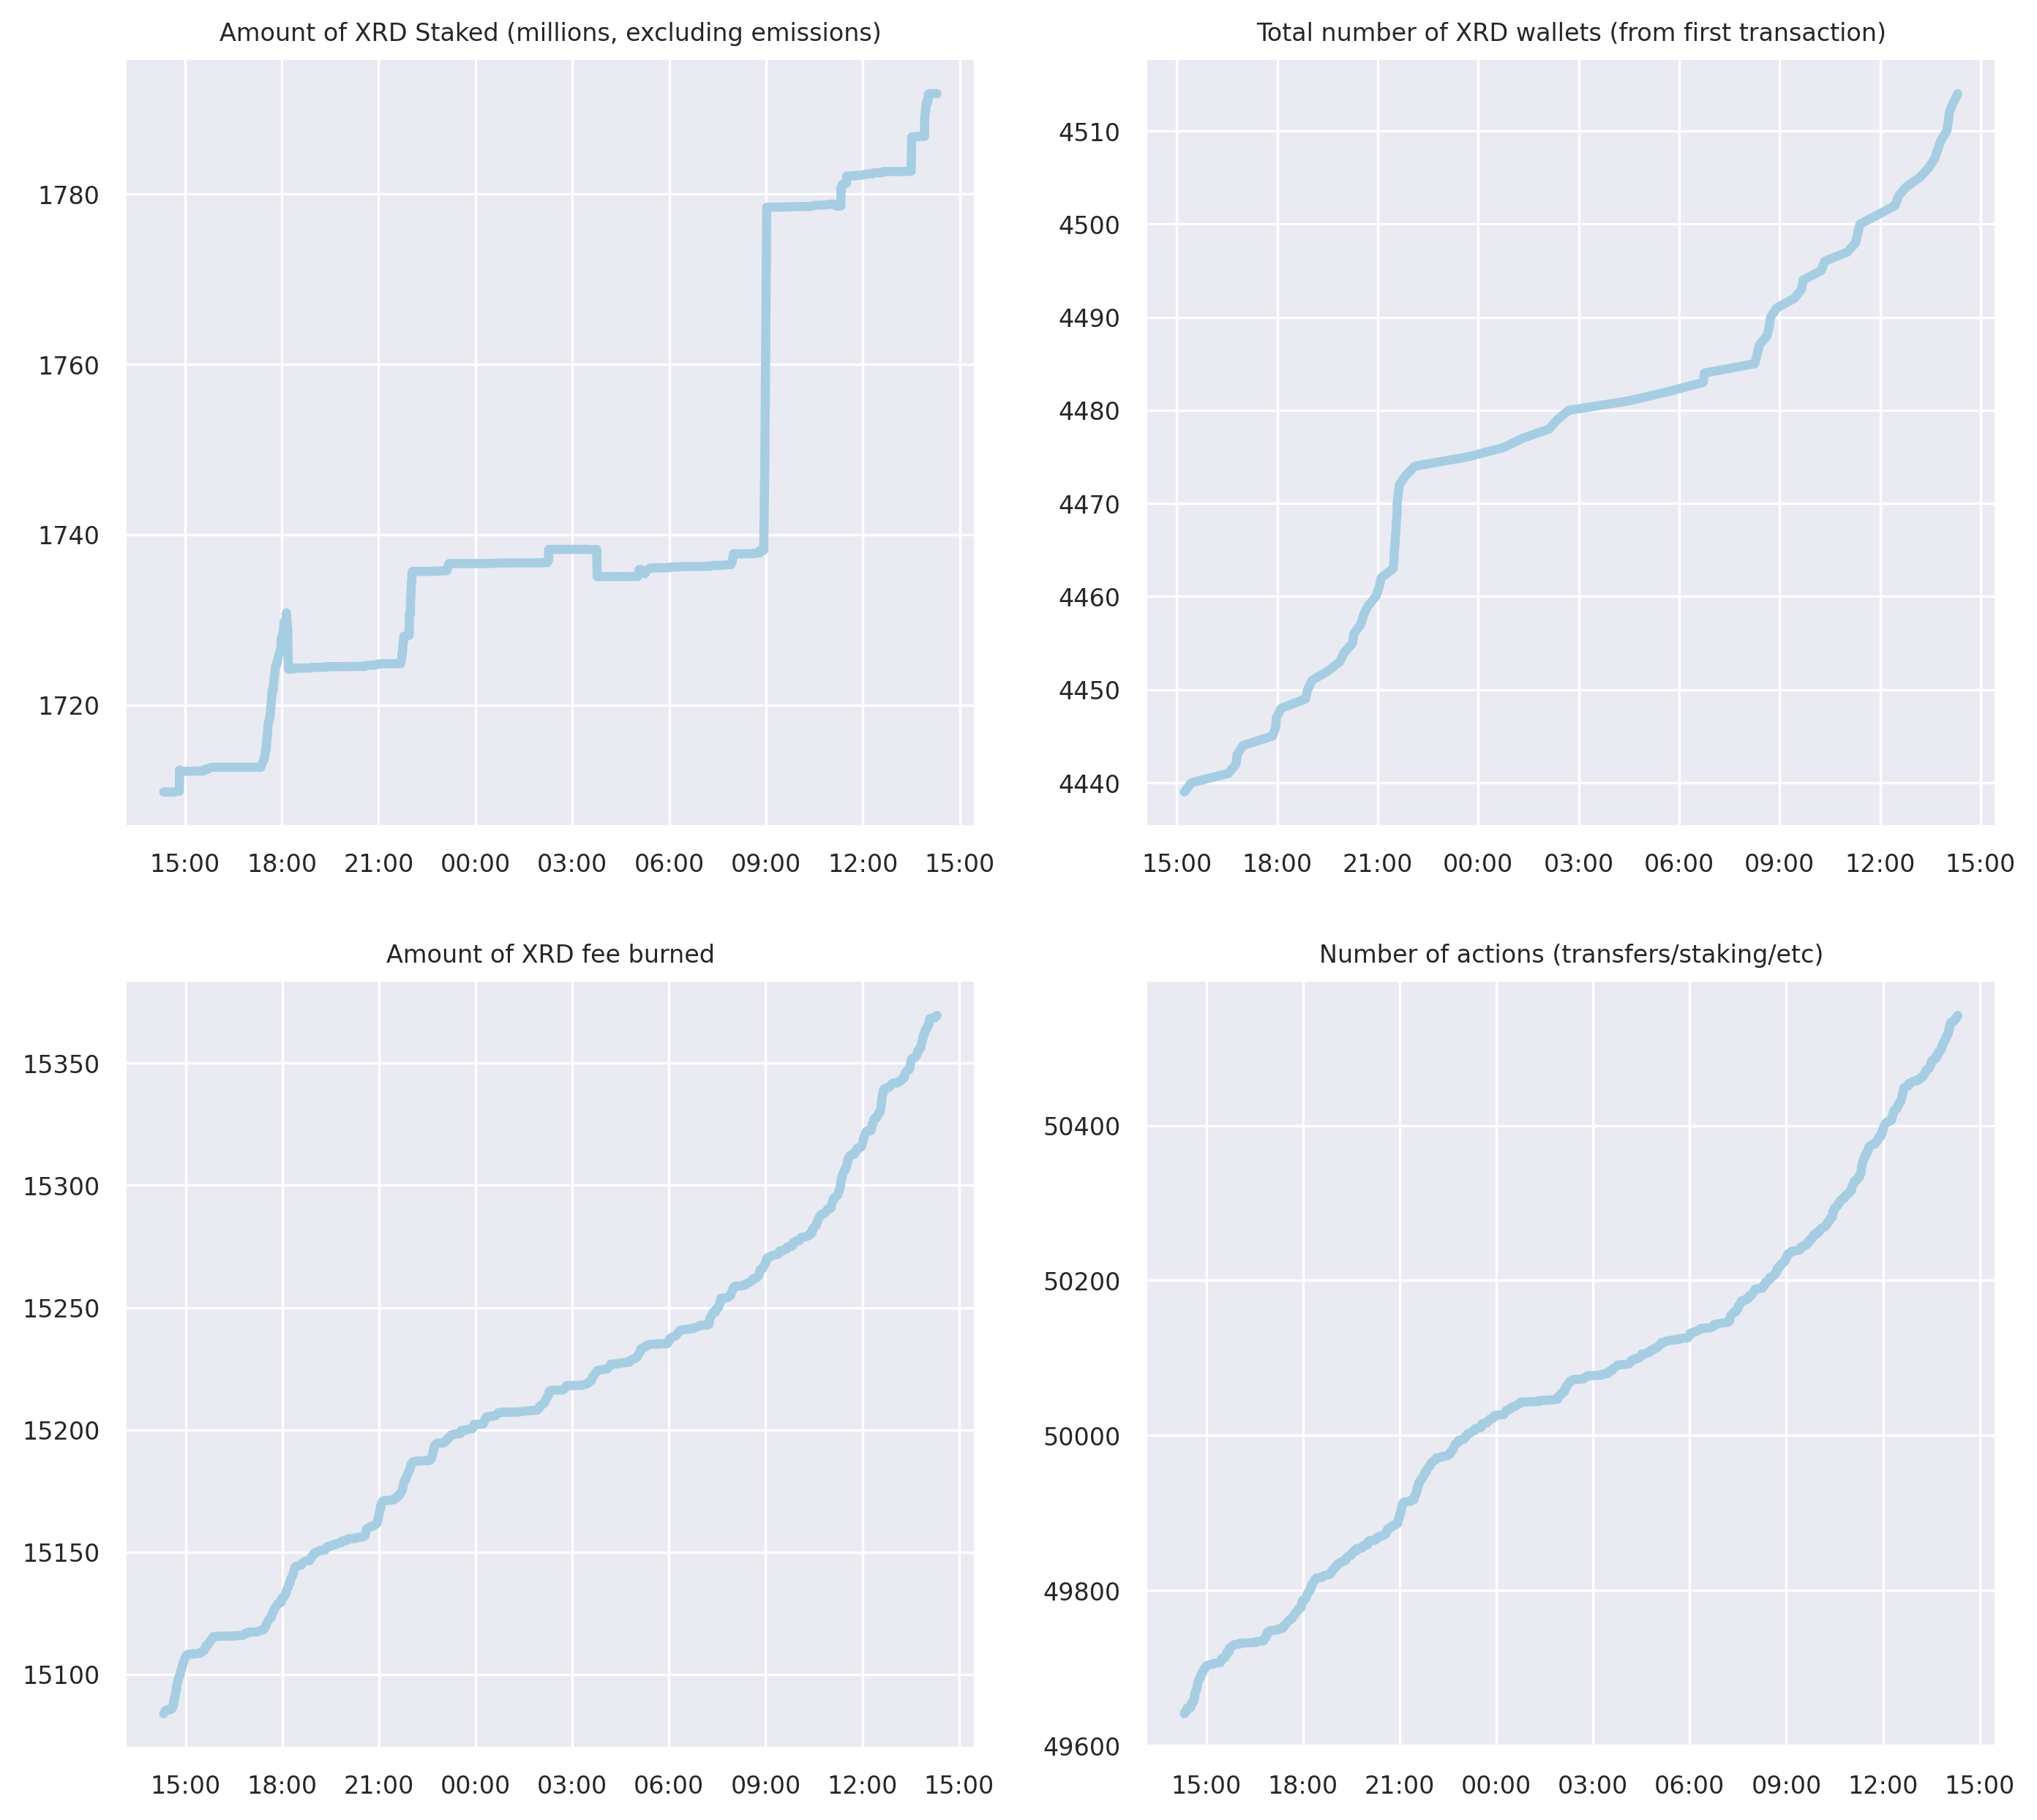 Amount of XRD Staked (millions, excluding emissions)
1780
1760
1740
1720
15:00 18:00 21:00 00:00 03:00 06:00 09:00 12:00 15:00
Total number of XRD wallets (from first transaction)
4510
4500
4490
4480
4470
4460
4450
4440
15:00 18:00 21:00 00:00 03:00 06:00 09:00 12:00 15:00
Amount of XRD fee burned
15350
15300
15250
15200
15150
15100
15:00 18:00 21:00 00:00 03:00 06:00 09:00 12:00 15:00
Number of actions (transfers/staking/etc)
50400
50200
50000
49800
49600
15:00 18:00 21:00 00:00 03:00 06:00 09:00 12:00 15:00